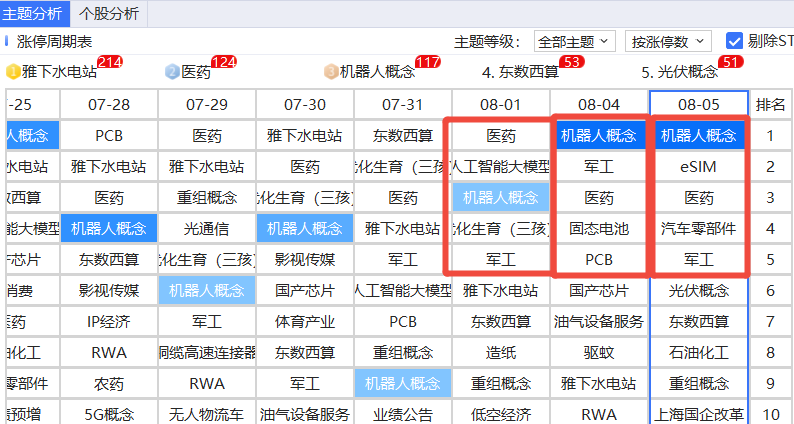 主题分析 个股分析
涨停周期表 主题等级： 全部主题 按涨停数 剔除ST
1 雅下水电站 214 2 医药 124 3 机器人概念 117 4. 东数西算 53 5. 光伏概念 51
-25 07-28 07-29 07-30 07-31 08-01 08-04 08-05 排名
人概念 PCB 医药 雅下水电站 东数西算 医药 机器人概念 机器人概念 1
水电站 雅下水电站 雅下水电站 医药 优化生育（三孩） 人工智能大模型 军工 eSIM 2
数西算 医药 重组概念 优化生育（三孩） 医药 机器人概念 医药 医药 3
能大模型 机器人概念 光通信 机器人概念 雅下水电站 优化生育（三孩） 固态电池 汽车零部件 4
芯片 东数西算 优化生育（三孩） 影视传媒 军工 军工 PCB 军工 5
消费 影视传媒 机器人概念 国产芯片 人工智能大模型 雅下水电站 国产芯片 光伏概念 6
医药 IP经济 军工 体育产业 PCB 东数西算 油气设备服务 东数西算 7
油化工 RWA 铜缆高速连接器 东数西算 重组概念 造纸 驱蚊 石油化工 8
零部件 农药 RWA 军工 机器人概念 重组概念 雅下水电站 重组概念 9
绩预增 5G概念 无人物流车 油气设备服务 业绩公告 低空经济 RWA 上海国企改革 10